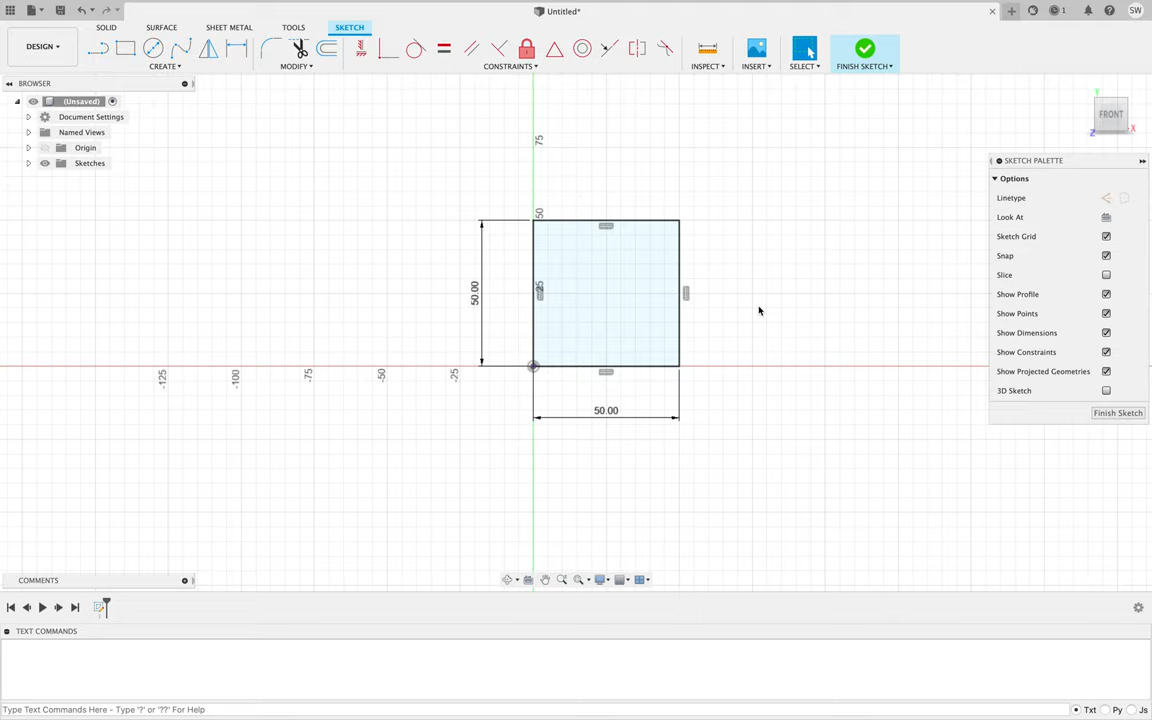 Untitled*
1
SW
DESIGN
SOLID
SURFACE
SHEET METAL
TOOLS
SKETCH
CREATE
MODIFY
CONSTRAINTS
INSPECT
INSERT
SELECT
FINISH SKETCH
BROWSER
(Unsaved)
Document Settings
Named Views
Origin
Sketches
FRONT
Y
X
Z
75
50
25
-125
-100
-75
-50
-25
50.00
50.00
SKETCH PALETTE
Options
Linetype
Look At
Sketch Grid
Snap
Slice
Show Profile
Show Points
Show Dimensions
Show Constraints
Show Projected Geometries
3D Sketch
Finish Sketch
COMMENTS
TEXT COMMANDS
Type Text Commands Here - Type '?' or '??' For Help
Txt
Py
Js